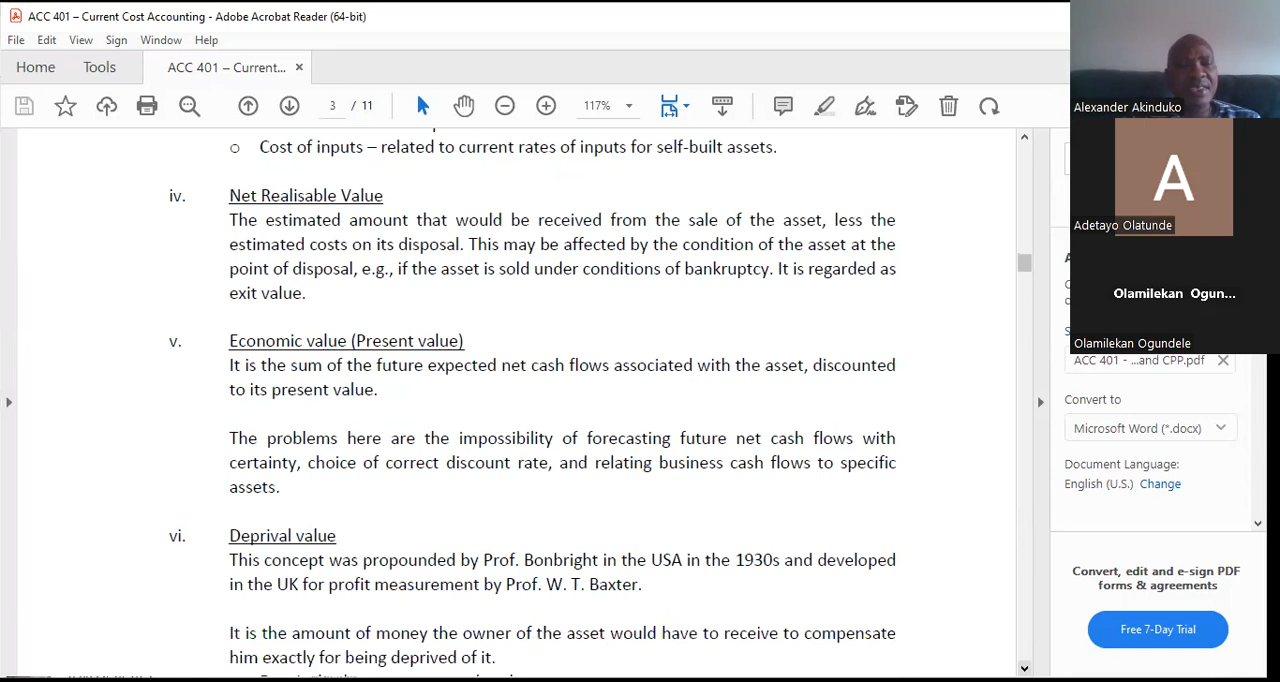 ACC 401 – Current Cost Accounting - Adobe Acrobat Reader (64-bit)
File Edit View Sign Window Help
Home Tools ACC 401 – Current... ×
3 / 11 117%
Cost of inputs – related to current rates of inputs for self-built assets.
iv. Net Realisable Value
The estimated amount that would be received from the sale of the asset, less the
estimated costs on its disposal. This may be affected by the condition of the asset at the
point of disposal, e.g., if the asset is sold under conditions of bankruptcy. It is regarded as
exit value.
v. Economic value (Present value)
It is the sum of the future expected net cash flows associated with the asset, discounted
to its present value.
The problems here are the impossibility of forecasting future net cash flows with
certainty, choice of correct discount rate, and relating business cash flows to specific
assets.
vi. Deprival value
This concept was propounded by Prof. Bonbright in the USA in the 1930s and developed
in the UK for profit measurement by Prof. W. T. Baxter.
It is the amount of money the owner of the asset would have to receive to compensate
him exactly for being deprived of it.
Alexander Akinduko
A
Adetayo Olatunde
Olamilekan Ogun...
Olamilekan Ogundele
ACC 401 - ...and CPP.pdf
Convert to
Microsoft Word (*.docx)
Document Language:
English (U.S.) Change
Convert, edit and e-sign PDF
forms & agreements
Free 7-Day Trial